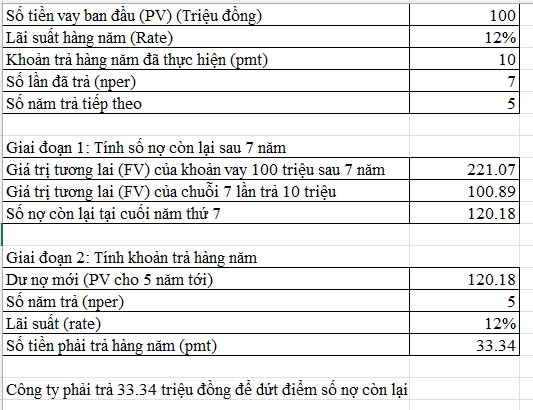 Số tiền vay ban đầu (PV) (Triệu đồng) 100
Lãi suất hàng năm (Rate) 12%
Khoản trả hàng năm đã thực hiện (pmt) 10
Số lần đã trả (nper) 7
Số năm trả tiếp theo 5
Giai đoạn 1: Tính số nợ còn lại sau 7 năm
Giá trị tương lai (FV) của khoản vay 100 triệu sau 7 năm 221.07
Giá trị tương lai (FV) của chuỗi 7 lần trả 10 triệu 100.89
Số nợ còn lại tại cuối năm thứ 7 120.18
Giai đoạn 2: Tính khoản trả hàng năm
Dư nợ mới (PV cho 5 năm tới) 120.18
Số năm trả (nper) 5
Lãi suất (rate) 12%
Số tiền phải trả hàng năm (pmt) 33.34
Công ty phải trả 33.34 triệu đồng để dứt điểm số nợ còn lại